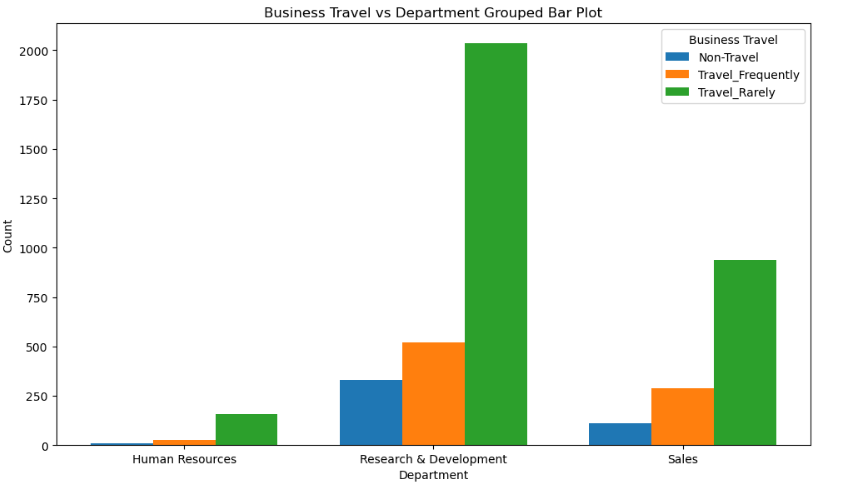 Business Travel vs Department Grouped Bar Plot
Business Travel
Non-Travel
Travel_Frequently
Travel_Rarely
2000
1750
1500
1250
1000
750
500
250
0
Count
Human Resources
Research & Development
Sales
Department